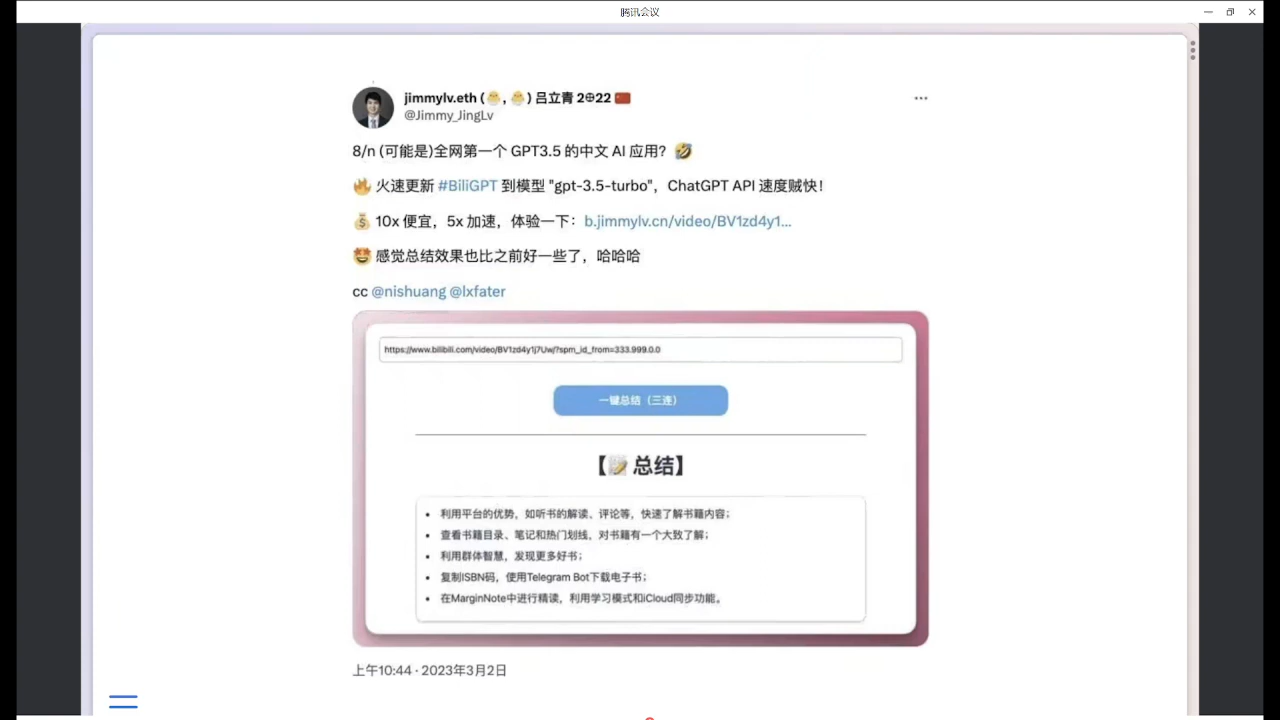 腾讯会议
jimmylv.eth (🐣, 🐣) 吕立青 2⊕22 🇨🇳
@Jimmy_JingLv
8/n (可能是)全网第一个 GPT3.5 的中文 AI 应用？ 🤣
🔥 火速更新 #BiliGPT 到模型 "gpt-3.5-turbo"，ChatGPT API 速度贼快！
💰 10x 便宜，5x 加速，体验一下： b.jimmylv.cn/video/BV1zd4y1...
🤩 感觉总结效果也比之前好一些了，哈哈哈
cc @nishuang @lxfater
https://www.bilibili.com/video/BV1zd4y1j7Uw/?spm_id_from=333.999.0.0
一键总结（三连）
【📝 总结】
• 利用平台的优势，如听书的解读、评论等，快速了解书籍内容；
• 查看书籍目录、笔记和热门划线，对书籍有一个大致了解；
• 利用群体智慧，发现更多好书；
• 复制ISBN码，使用Telegram Bot下载电子书；
• 在MarginNote中进行精读，利用学习模式和iCloud同步功能。
上午10:44 · 2023年3月2日